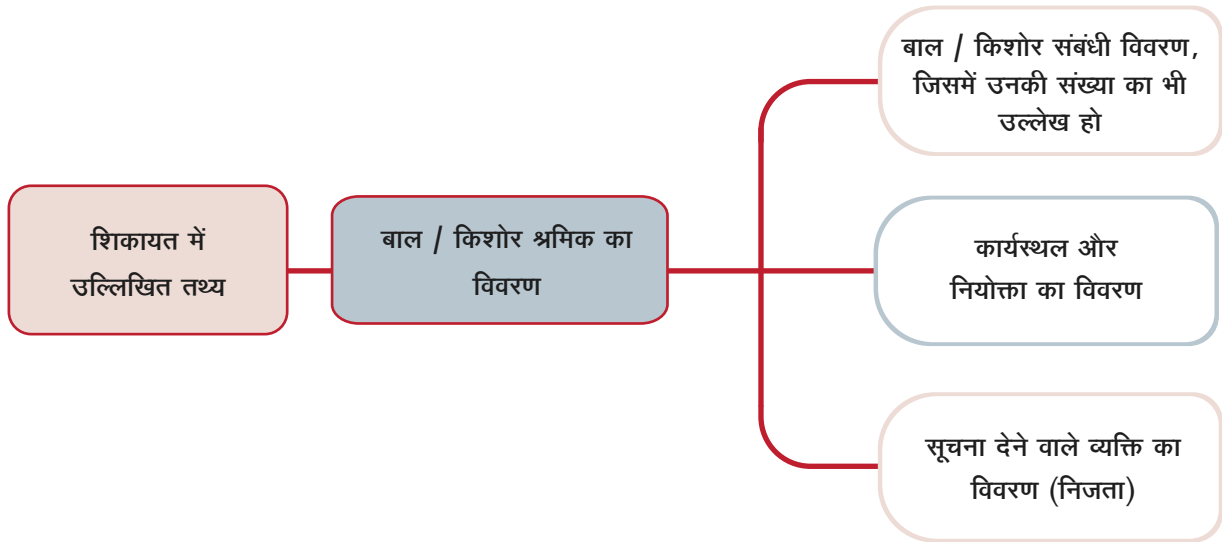 शिकायत में
उल्लिखित तथ्य
बाल / किशोर श्रमिक का
विवरण
बाल / किशोर संबंधी विवरण,
जिसमें उनकी संख्या का भी
उल्लेख हो
कार्यस्थल और
नियोक्ता का विवरण
सूचना देने वाले व्यक्ति का
विवरण (निजता)